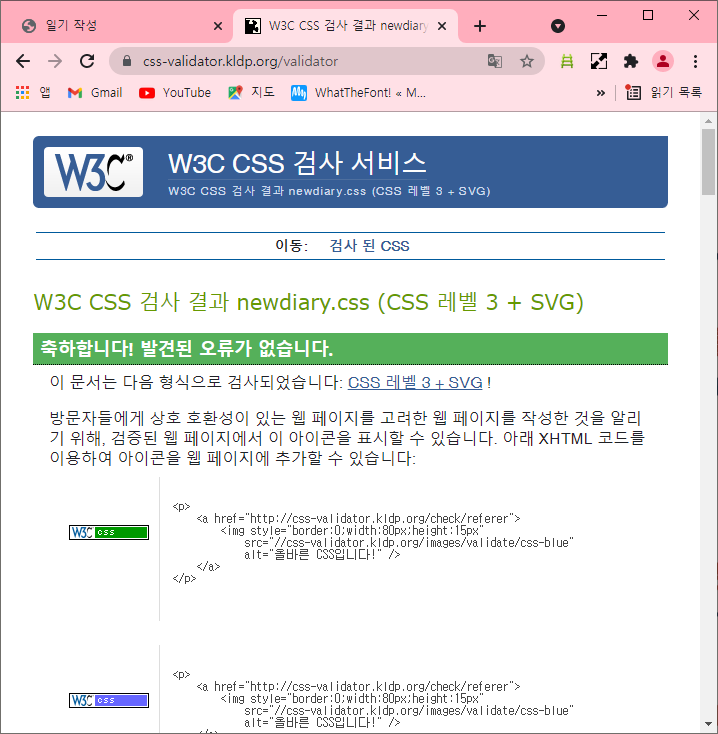 일기 작성
W3C CSS 검사 결과 newdiary
css-validator.kldp.org/validator
앱
Gmail
YouTube
지도
WhatTheFont! « M...
»
읽기 목록
W3C®
W3C CSS 검사 서비스
W3C CSS 검사 결과 newdiary.css (CSS 레벨 3 + SVG)
이동: 검사 된 CSS
W3C CSS 검사 결과 newdiary.css (CSS 레벨 3 + SVG)
축하합니다! 발견된 오류가 없습니다.
이 문서는 다음 형식으로 검사되었습니다: CSS 레벨 3 + SVG !
방문자들에게 상호 호환성이 있는 웹 페이지를 고려한 웹 페이지를 작성한 것을 알리
기 위해, 검증된 웹 페이지에서 이 아이콘을 표시할 수 있습니다. 아래 XHTML 코드를
이용하여 아이콘을 웹 페이지에 추가할 수 있습니다:
W3C css
<p>
<a href="http://css-validator.kldp.org/check/referer">
<img style="border:0;width:80px;height:15px"
src="//css-validator.kldp.org/images/validate/css-blue"
alt="올바른 CSS입니다!" />
</a>
</p>
W3C css
<p>
<a href="http://css-validator.kldp.org/check/referer">
<img style="border:0;width:80px;height:15px"
src="//css-validator.kldp.org/images/validate/css-blue"
alt="올바른 CSS입니다!" />